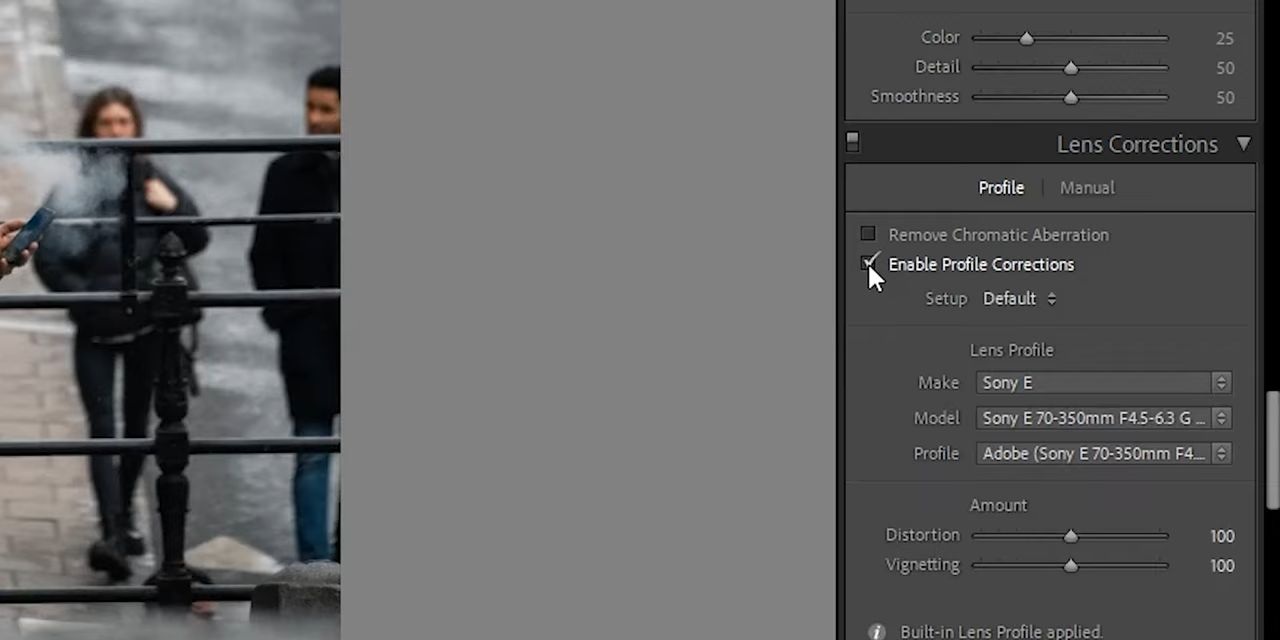 Color 25
Detail 50
Smoothness 50
Lens Corrections
Profile Manual
Remove Chromatic Aberration
Enable Profile Corrections
Setup Default
Lens Profile
Make Sony E
Model Sony E 70-350mm F4.5-6.3 G ...
Profile Adobe (Sony E 70-350mm F4...
Amount
Distortion 100
Vignetting 100
Built-in Lens Profile applied.